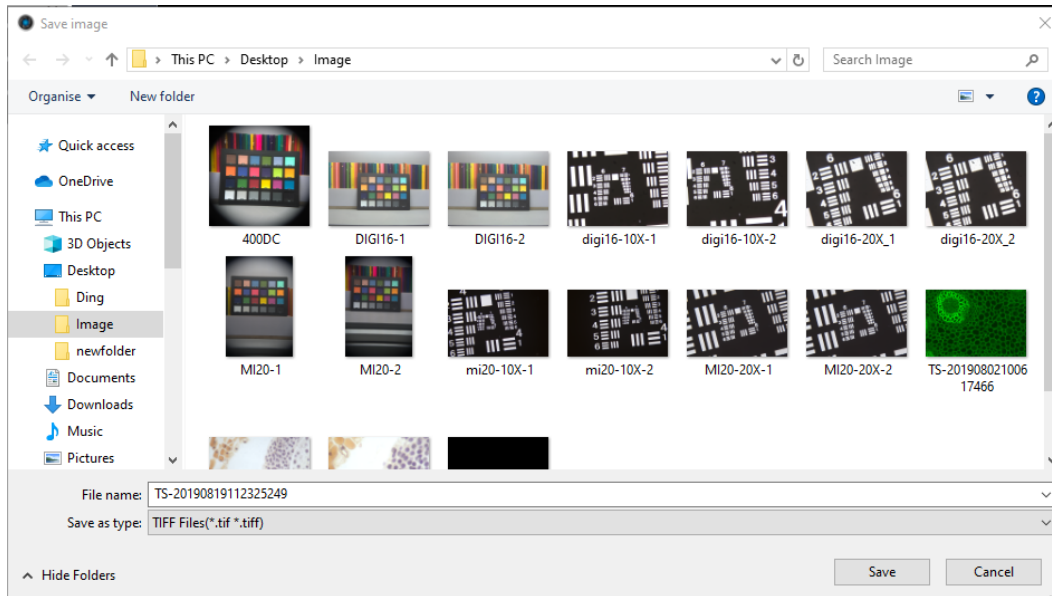 Save image
This PC > Desktop > Image
Search Image
Organise
New folder
Quick access
OneDrive
This PC
3D Objects
Desktop
Ding
Image
newfolder
Documents
Downloads
Music
Pictures
400DC
DIGI16-1
DIGI16-2
digi16-10X-1
digi16-10X-2
digi16-20X_1
digi16-20X_2
MI20-1
MI20-2
mi20-10X-1
mi20-10X-2
MI20-20X-1
MI20-20X-2
TS-201908021006
17466
File name: TS-20190819112325249
Save as type: TIFF Files(*.tif *.tiff)
Hide Folders
Save
Cancel